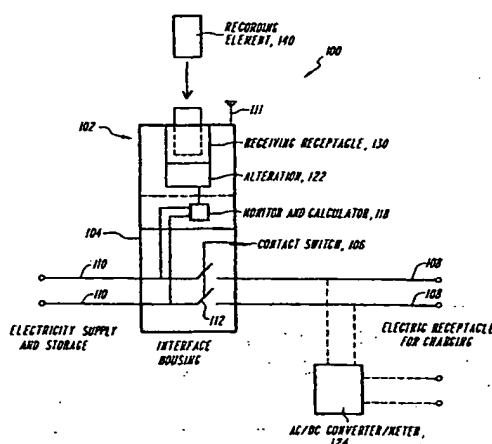 RECORDING
ELEMENT, 140
100
111
102
RECEIVING RECEPTACLE, 130
ALTERATION, 122
MONITOR AND CALCULATOR, 118
104
CONTACT SWITCH, 106
110
108
110
108
112
ELECTRICITY SUPPLY
AND STORAGE
INTERFACE
HOUSING
ELECTRIC RECEPTACLE
FOR CHARGING
AC/DC CONVERTER/METER,
124